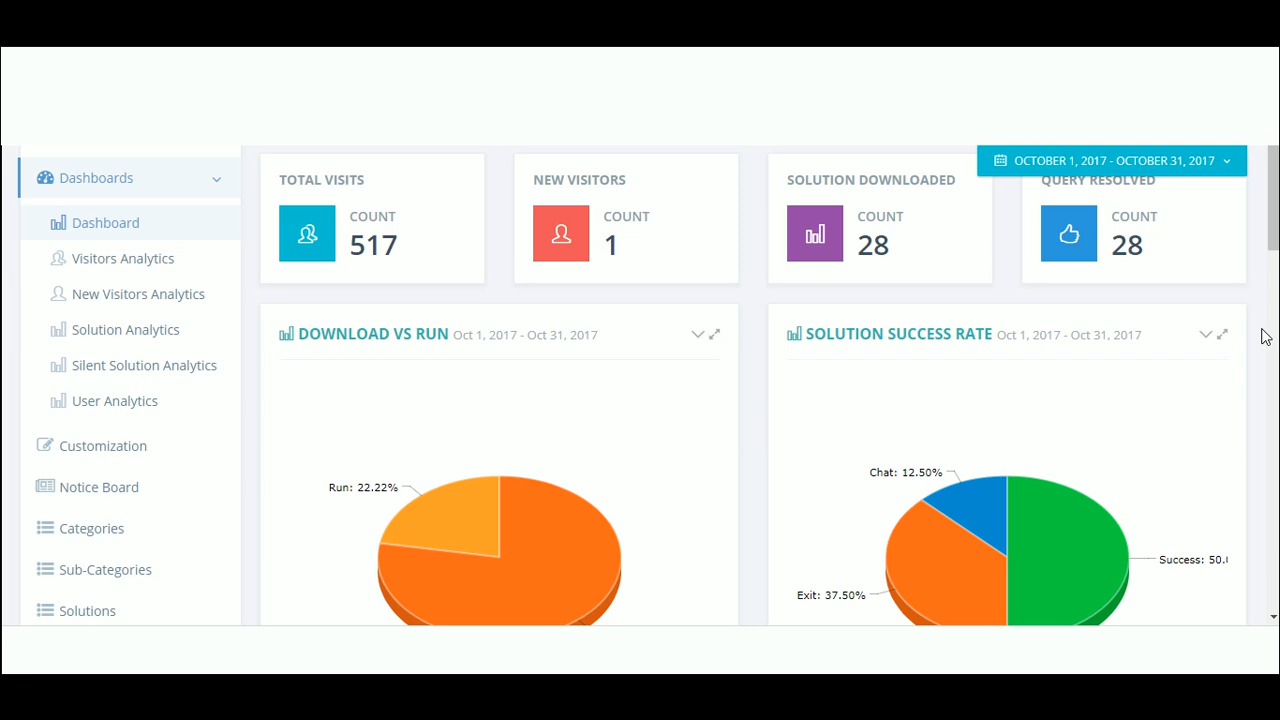 Dashboards
Dashboard
Visitors Analytics
New Visitors Analytics
Solution Analytics
Silent Solution Analytics
User Analytics
Customization
Notice Board
Categories
Sub-Categories
Solutions
OCTOBER 1, 2017 - OCTOBER 31, 2017
TOTAL VISITS
COUNT
517
NEW VISITORS
COUNT
1
SOLUTION DOWNLOADED
COUNT
28
QUERY RESOLVED
COUNT
28
DOWNLOAD VS RUN Oct 1, 2017 - Oct 31, 2017
Run: 22.22%
SOLUTION SUCCESS RATE Oct 1, 2017 - Oct 31, 2017
Chat: 12.50%
Success: 50.
Exit: 37.50%